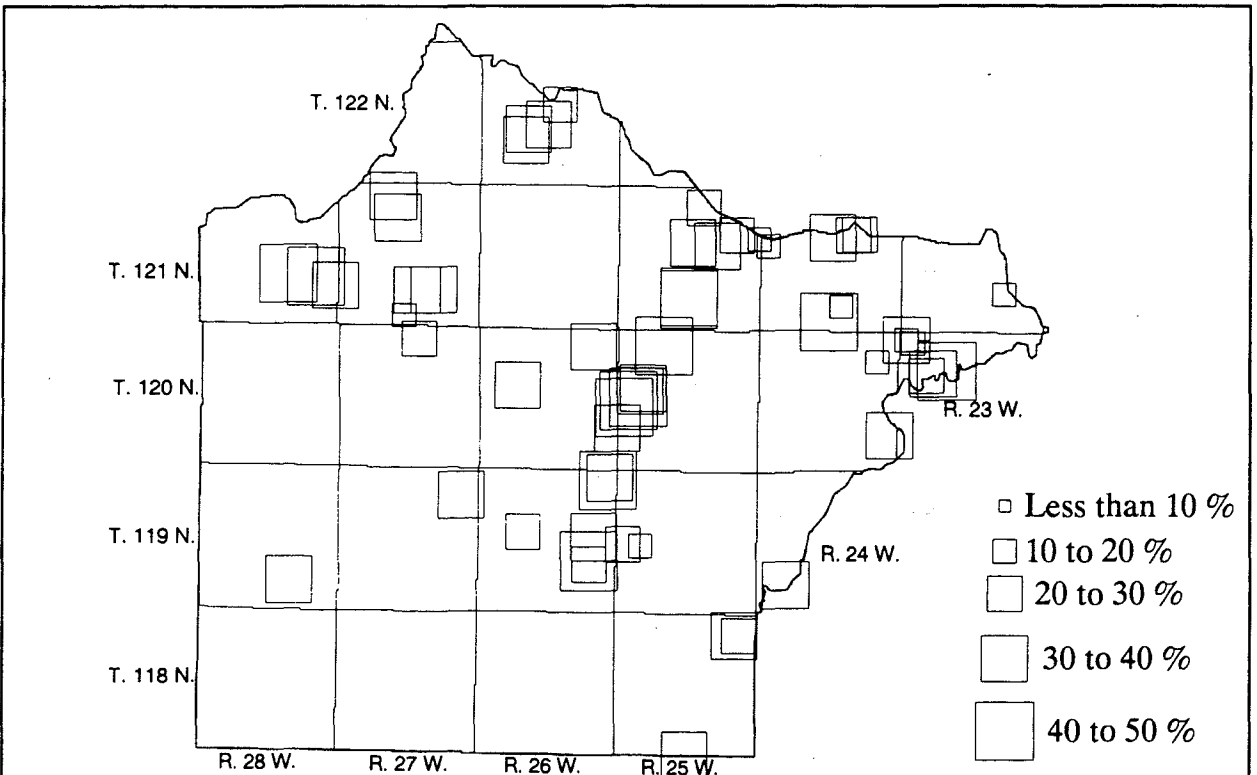 T. 122 N.
T. 121 N.
T. 120 N.
R. 23 W.
Less than 10 %
T. 119 N.
10 to 20 %
R. 24 W.
20 to 30 %
30 to 40 %
T. 118 N.
40 to 50 %
R. 28 W.
R. 27 W.
R. 26 W.
R. 25 W.